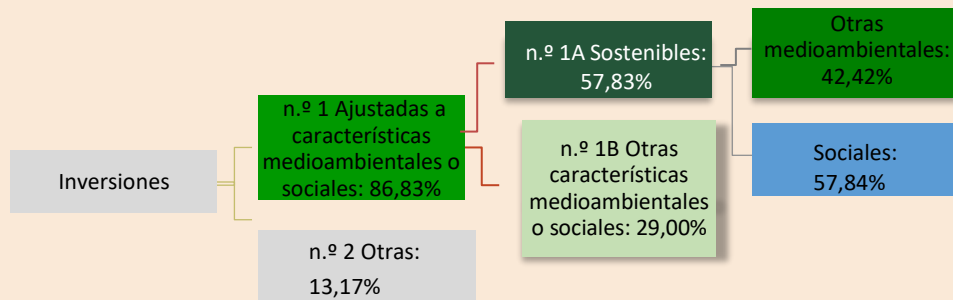 Inversiones
n.º 1 Ajustadas a
características
medioambientales o
sociales: 86,83%
n.º 2 Otras:
13,17%
n.º 1A Sostenibles:
57,83%
n.º 1B Otras
características
medioambientales
o sociales: 29,00%
Otras
medioambientales:
42,42%
Sociales:
57,84%